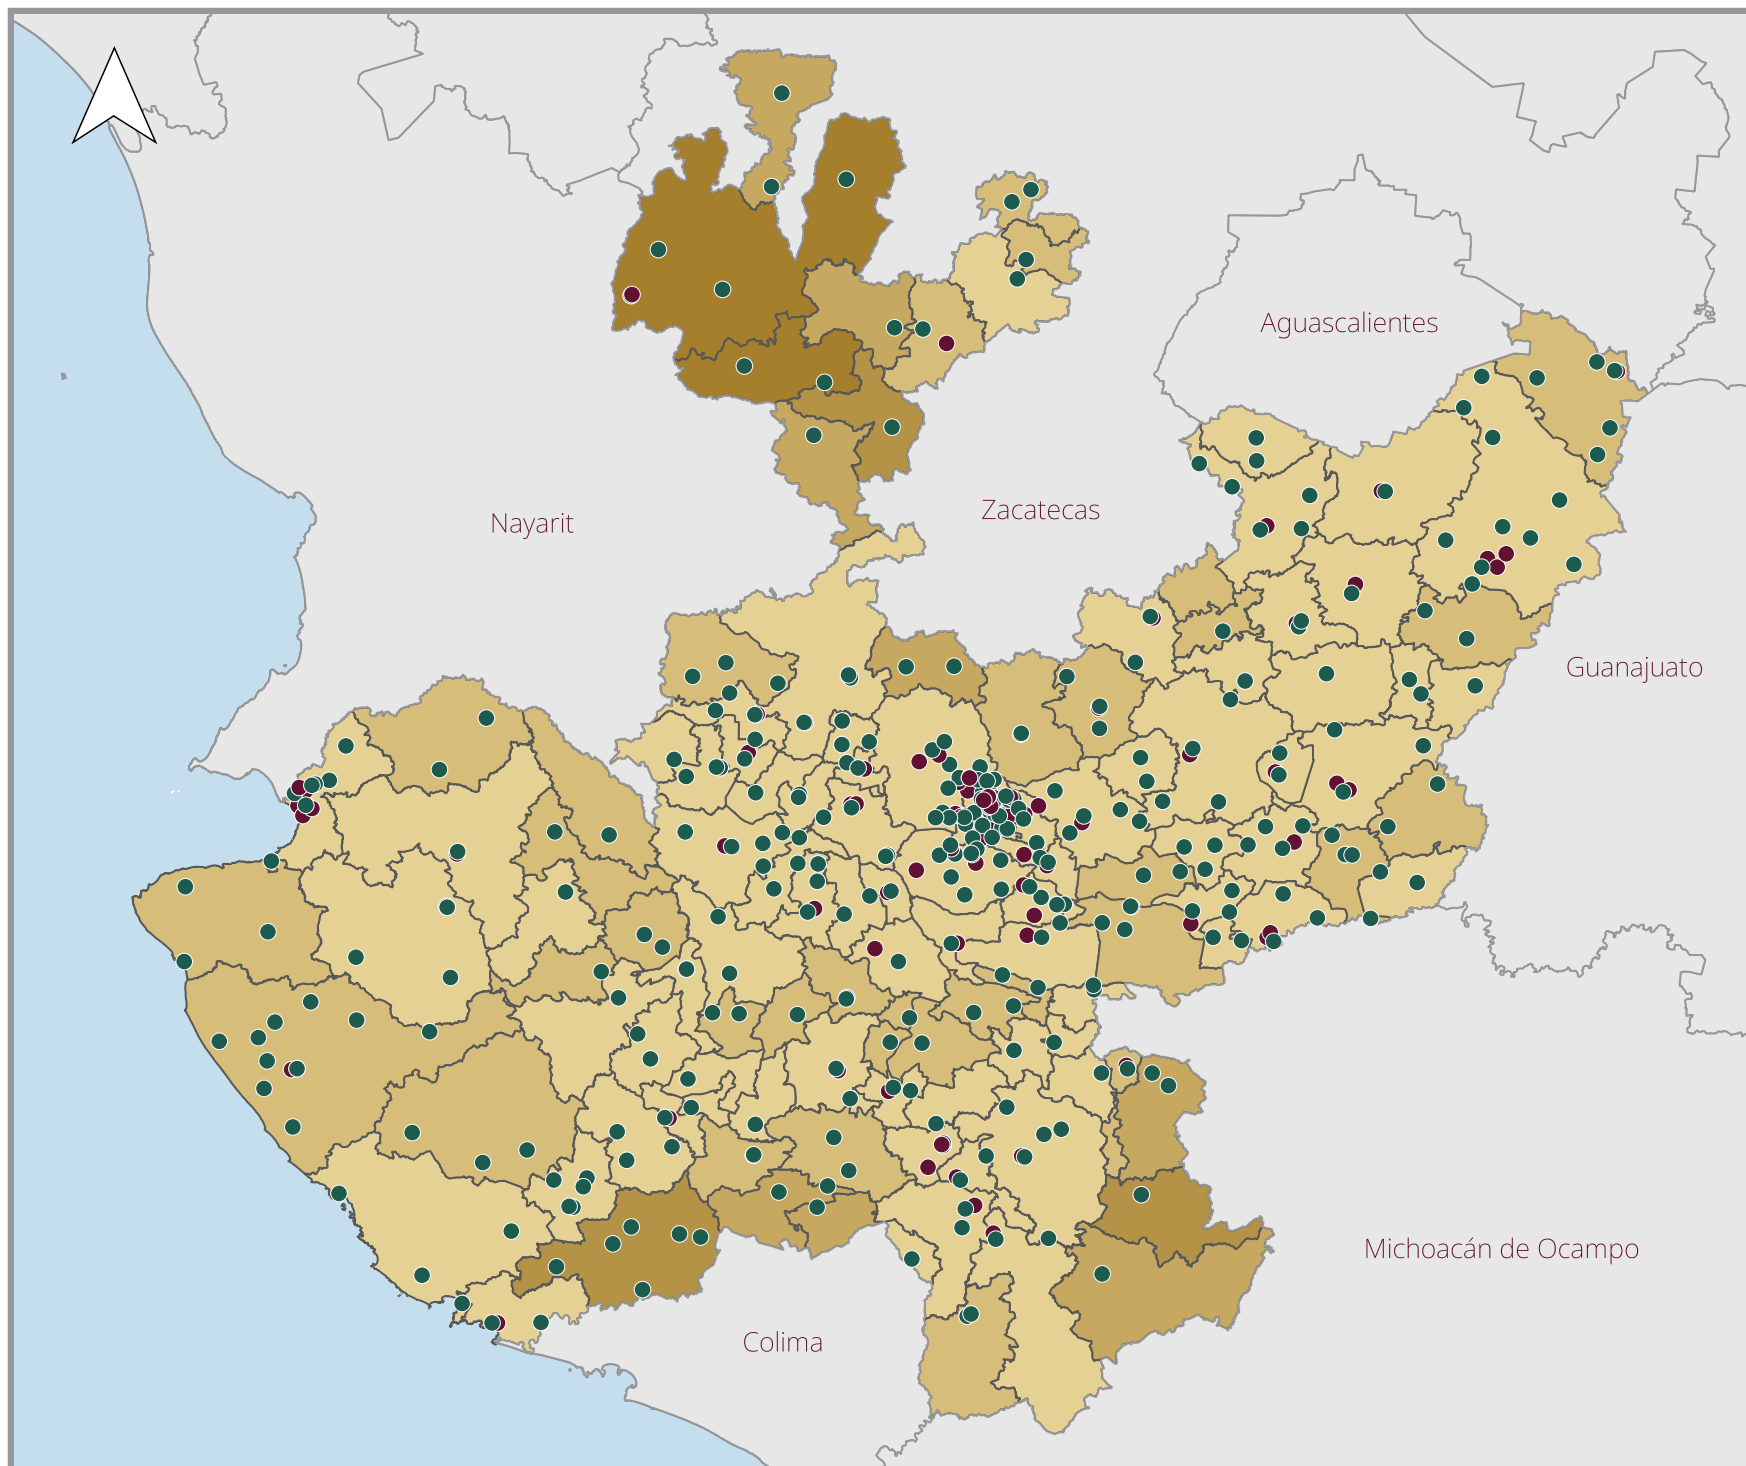 Aguascalientes
Zacatecas
Nayarit
Guanajuato
Michoacán de Ocampo
Colima